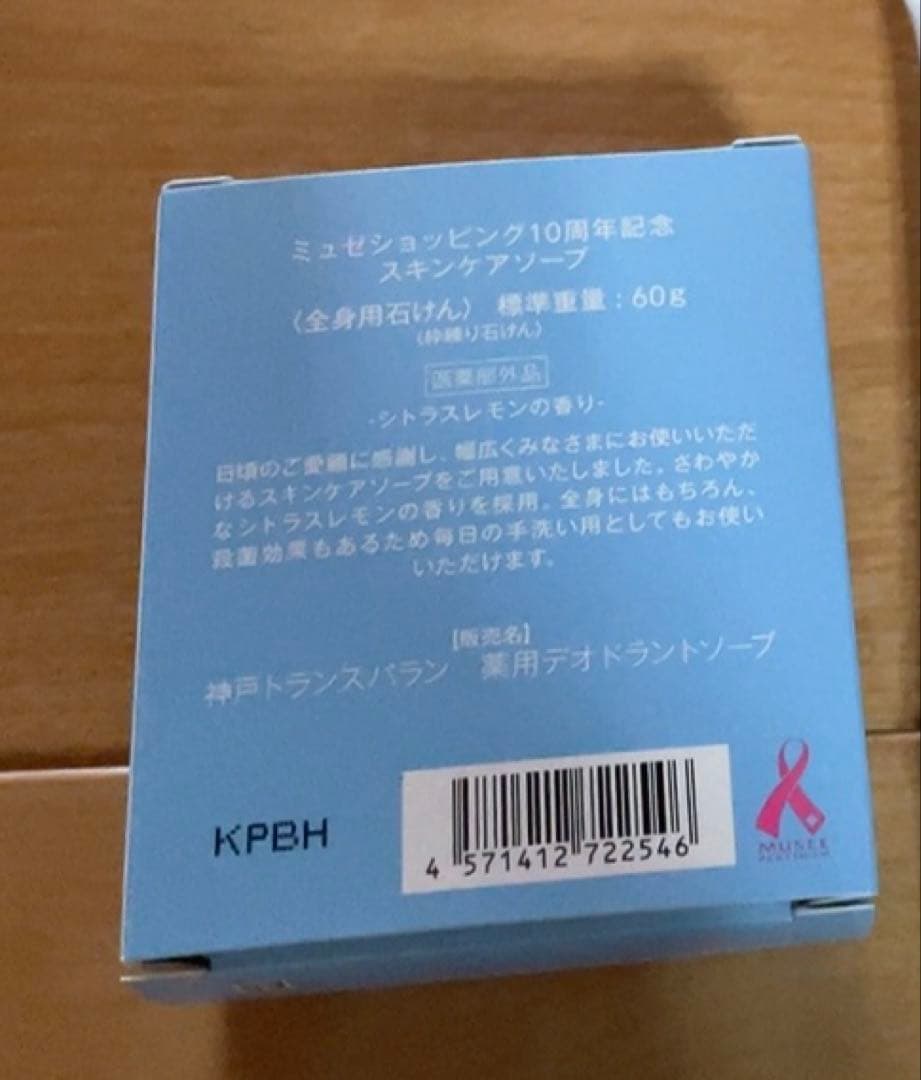 ミュゼショッピング10周年記念
スキンケアソープ
〈全身用石けん〉 標準重量：60g
（枠練り石けん）
医薬部外品
-シトラスレモンの香り-
日頃のご愛顧に感謝し、幅広くみなさまにお使いいただ
けるスキンケアソープをご用意いたしました。さわやか
なシトラスレモンの香りを採用。全身にはもちろん、
殺菌効果もあるため毎日の手洗い用としてもお使い
いただけます。
[販売名]
神戸トランスパラン 薬用デオドラントソープ
KPBH
4 571412 722546
MUSEE
PLATINUM